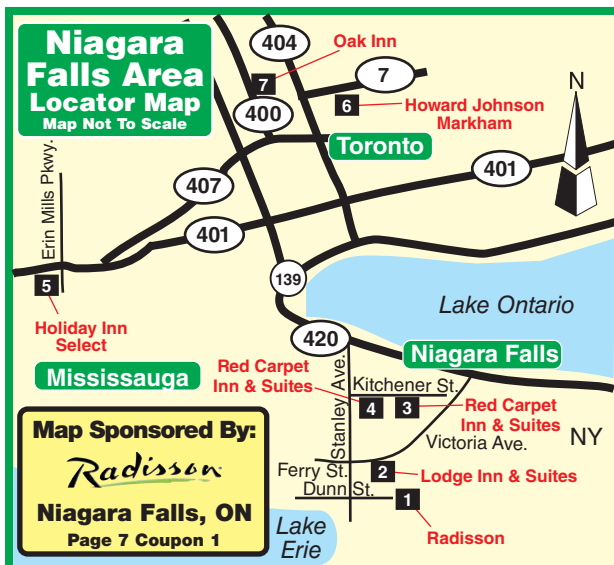 Niagara
Falls Area
Locator Map
Map Not To Scale
404
Oak Inn
7
7
400
6
Howard Johnson
Markham
N
Toronto
Erin Mills Pkwy.
407
401
401
5
Holiday Inn
Select
139
Lake Ontario
420
Niagara Falls
Mississauga
Red Carpet
Inn & Suites
Stanley Ave.
Kitchener St.
4
3
Red Carpet
Inn & Suites
Victoria Ave.
NY
Map Sponsored By:
Radisson
Niagara Falls, ON
Page 7 Coupon 1
Ferry St.
2
Lodge Inn & Suites
Dunn St.
1
Radisson
Lake
Erie